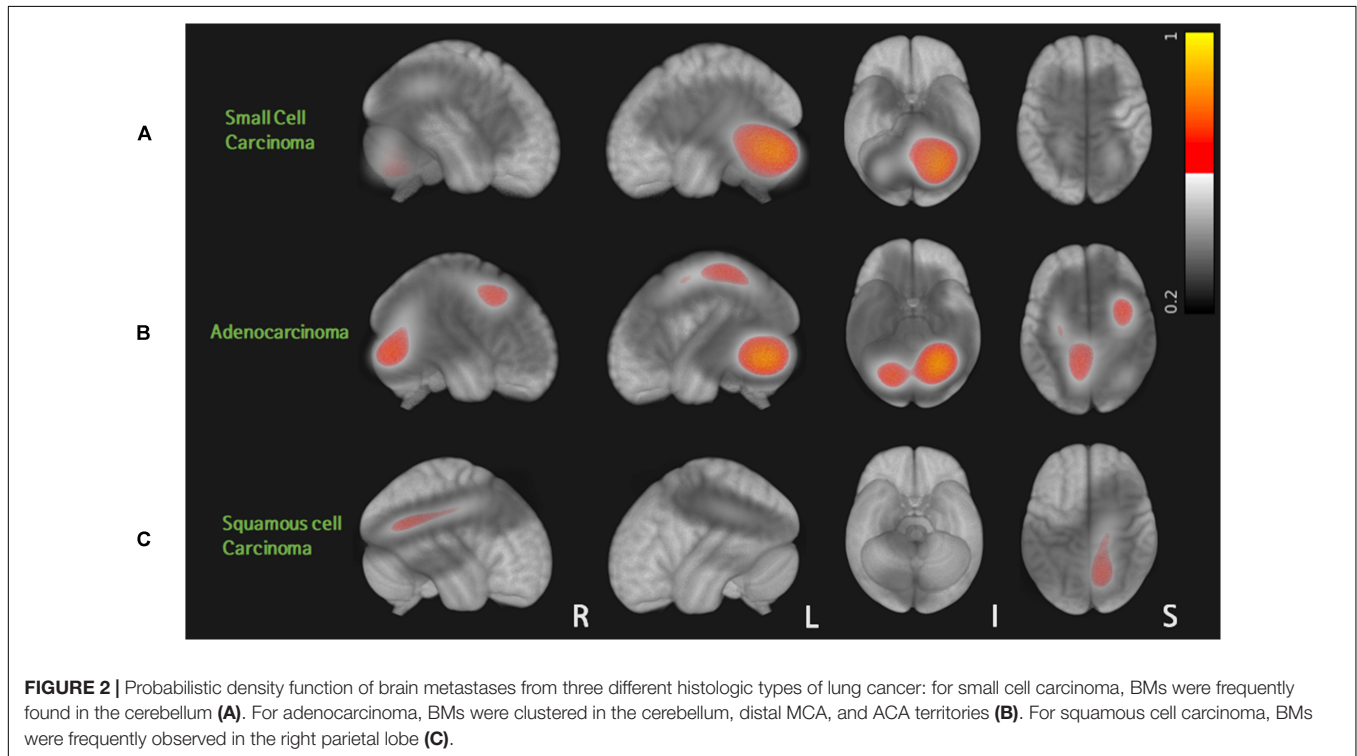 A
Small Cell
Carcinoma
1
0.2
B
Adenocarcinoma
C
Squamous cell
Carcinoma
R
L
I
S
FIGURE 2 | Probabilistic density function of brain metastases from three different histologic types of lung cancer: for small cell carcinoma, BMs were frequently
found in the cerebellum (A). For adenocarcinoma, BMs were clustered in the cerebellum, distal MCA, and ACA territories (B). For squamous cell carcinoma, BMs
were frequently observed in the right parietal lobe (C).